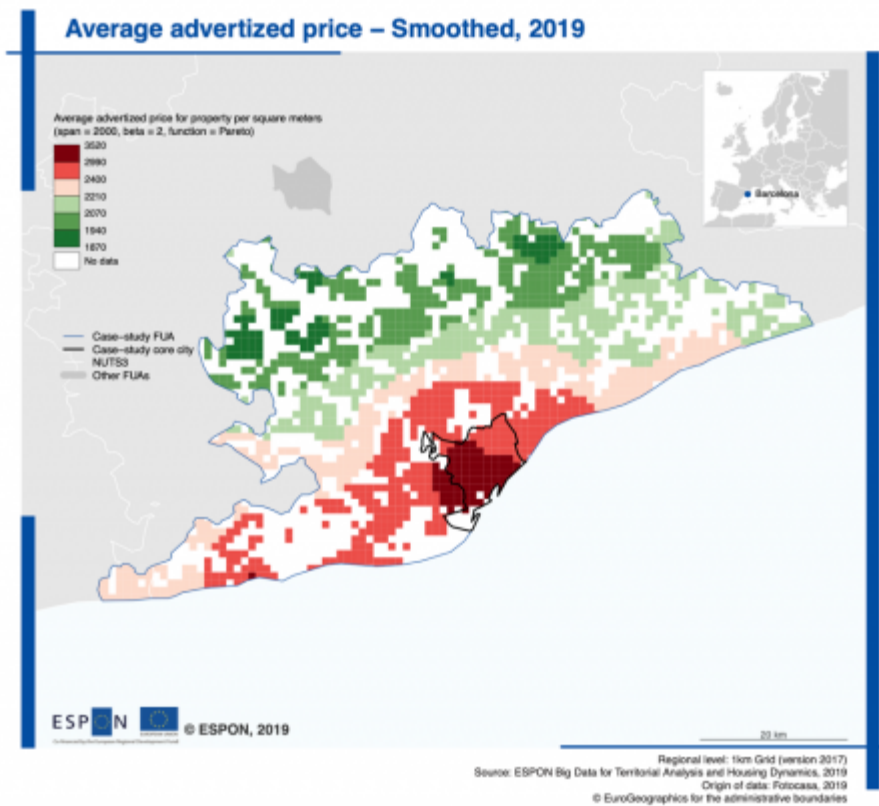 Average advertized price – Smoothed, 2019
Average advertized price for property per square meters
(span = 2000, beta = 2, function = Pareto)
3520
2990
2400
2210
2070
1940
1870
No data
Barcelona
Case–study FUA
Case–study core city
NUTS3
Other FUAs
ESPON
© ESPON, 2019
20 km
Regional level: 1km Grid (version 2017)
Source: ESPON Big Data for Territorial Analysis and Housing Dynamics, 2019
Origin of data: Fotocasa, 2019
© EuroGeographics for the administrative boundaries